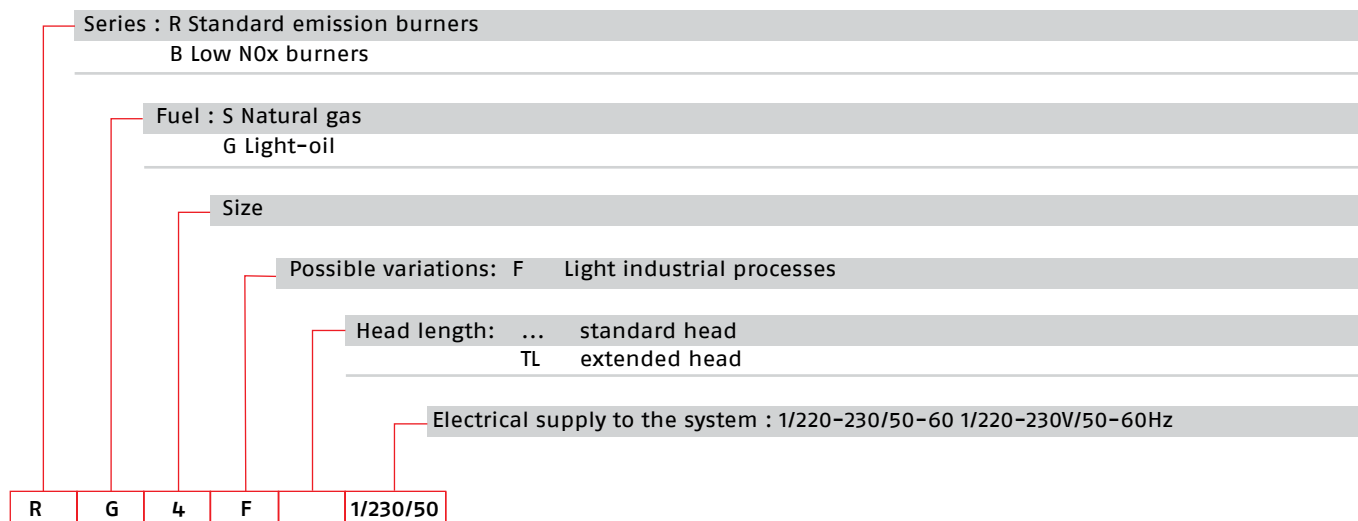 Series : R Standard emission burners
B Low N0x burners
Fuel : S Natural gas
G Light-oil
Size
Possible variations: F Light industrial processes
Head length: ... standard head
TL extended head
Electrical supply to the system : 1/220-230/50-60 1/220-230V/50-60Hz
R G 4 F 1/230/50